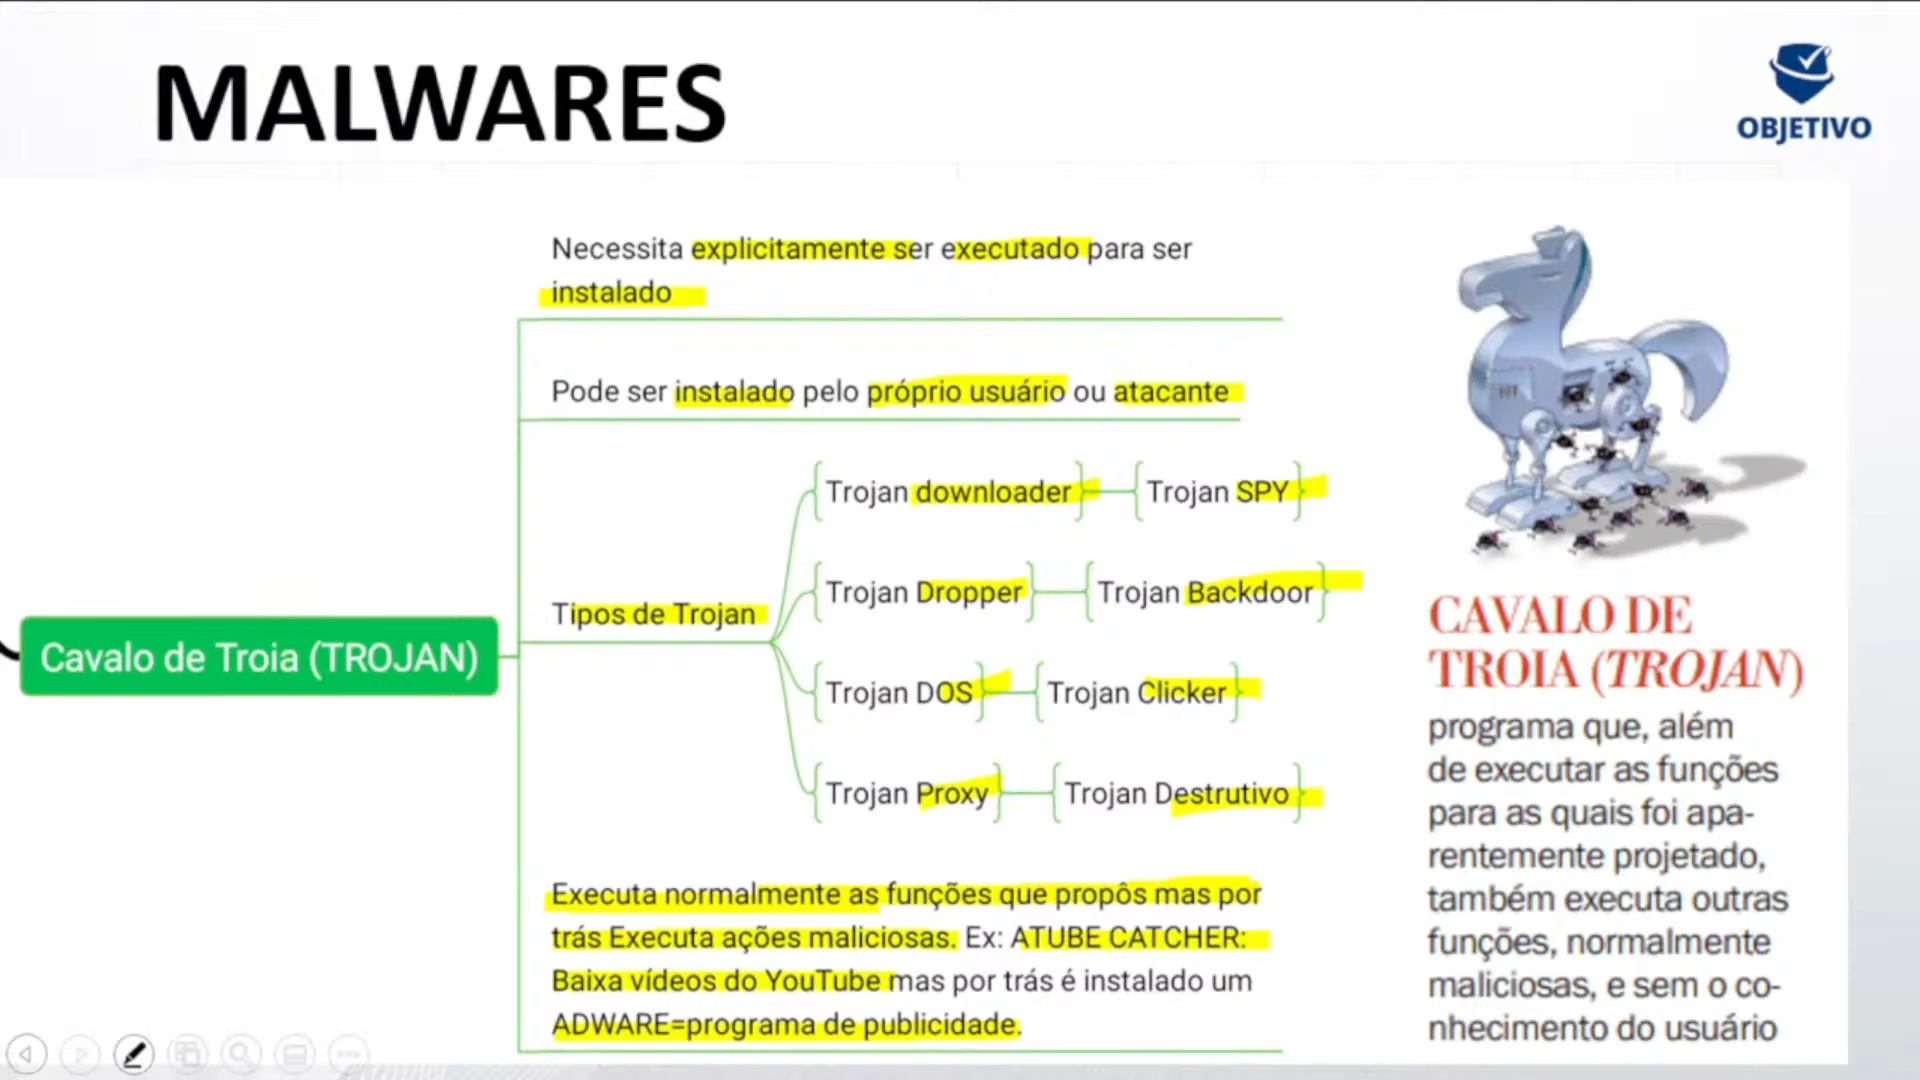 MALWARES
OBJETIVO
Necessita explicitamente ser executado para ser
instalado
Pode ser instalado pelo próprio usuário ou atacante
Tipos de Trojan
Trojan downloader
Trojan SPY
Trojan Dropper
Trojan Backdoor
Trojan DOS
Trojan Clicker
Trojan Proxy
Trojan Destrutivo
Cavalo de Troia (TROJAN)
Executa normalmente as funções que propôs mas por
trás Executa ações maliciosas. Ex: ATUBE CATCHER:
Baixa vídeos do YouTube mas por trás é instalado um
ADWARE=programa de publicidade.
CAVALO DE
TROIA (TROJAN)
programa que, além
de executar as funções
para as quais foi apa-
rentemente projetado,
também executa outras
funções, normalmente
maliciosas, e sem o co-
nhecimento do usuário